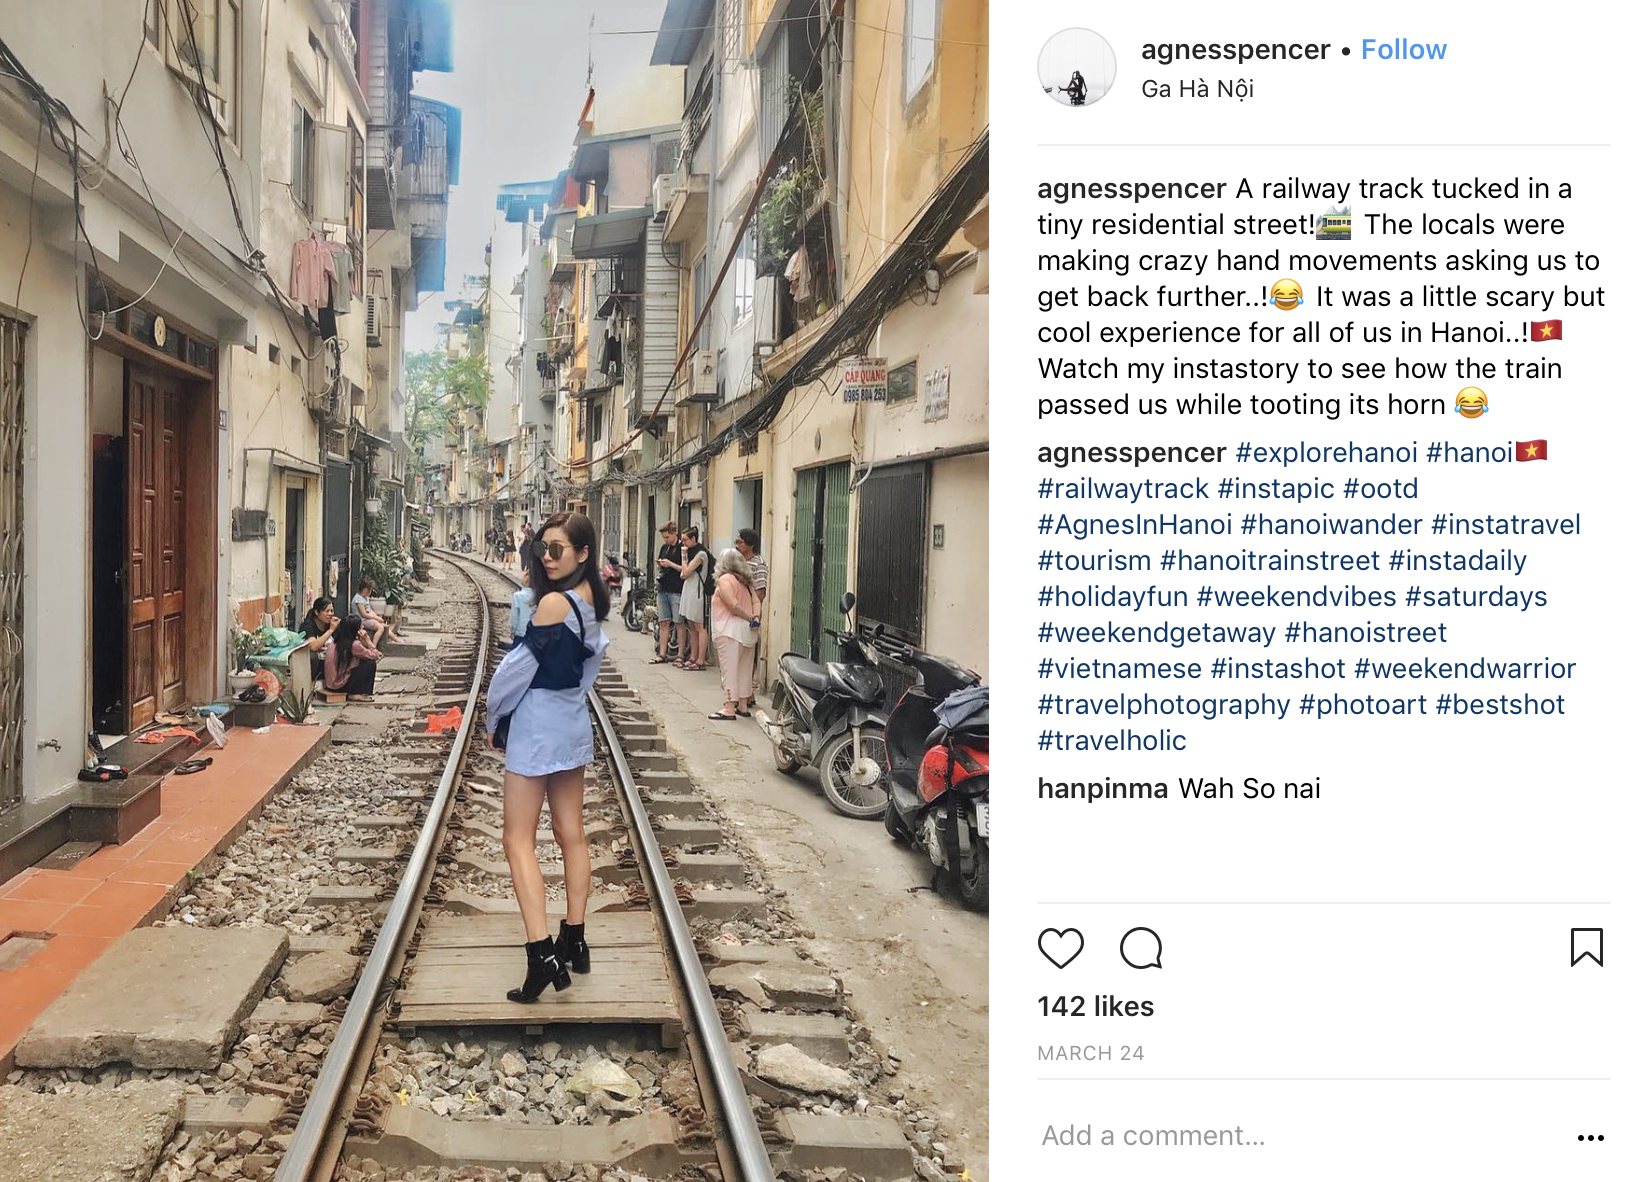 CÁP QUANG
0985 804 253
agnesspencer • Follow
Ga Hà Nội
agnesspencer A railway track tucked in a
tiny residential street!🚞 The locals were
making crazy hand movements asking us to
get back further..!😂 It was a little scary but
cool experience for all of us in Hanoi..!🇻🇳
Watch my instastory to see how the train
passed us while tooting its horn 😂
agnesspencer #explorehanoi #hanoi🇻🇳
#railwaytrack #instapic #ootd
#AgnesInHanoi #hanoiwander #instatravel
#tourism #hanoitrainstreet #instadaily
#holidayfun #weekendvibes #saturdays
#weekendgetaway #hanoistreet
#vietnamese #instashot #weekendwarrior
#travelphotography #photoart #bestshot
#travelholic
hanpinma Wah So nai
142 likes
MARCH 24
Add a comment...